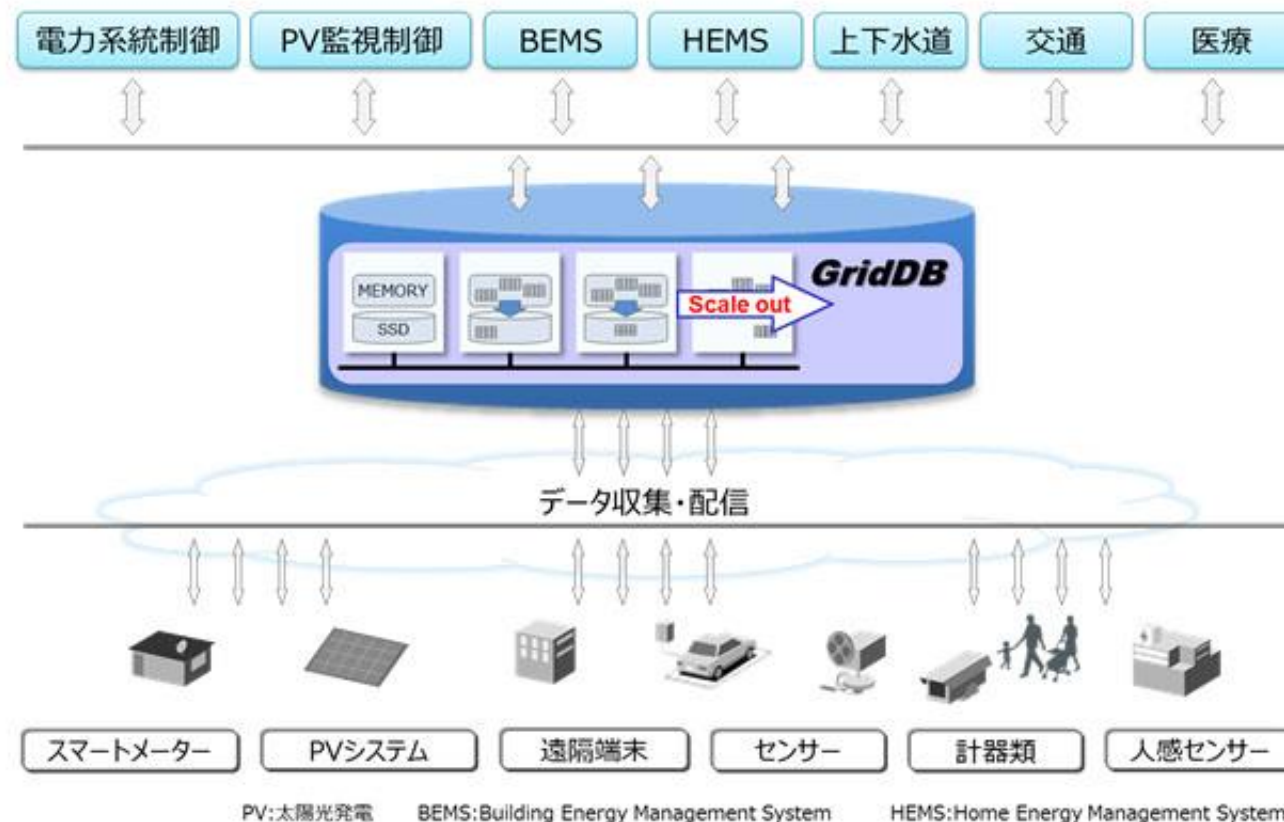 電力系統制御 PV監視制御 BEMS HEMS 上下水道 交通 医療
GridDB
MEMORY
Scale out
SSD
データ収集・配信
スマートメーター PVシステム 遠隔端末 センサー 計器類 人感センサー
PV:太陽光発電 BEMS:Building Energy Management System HEMS:Home Energy Management System